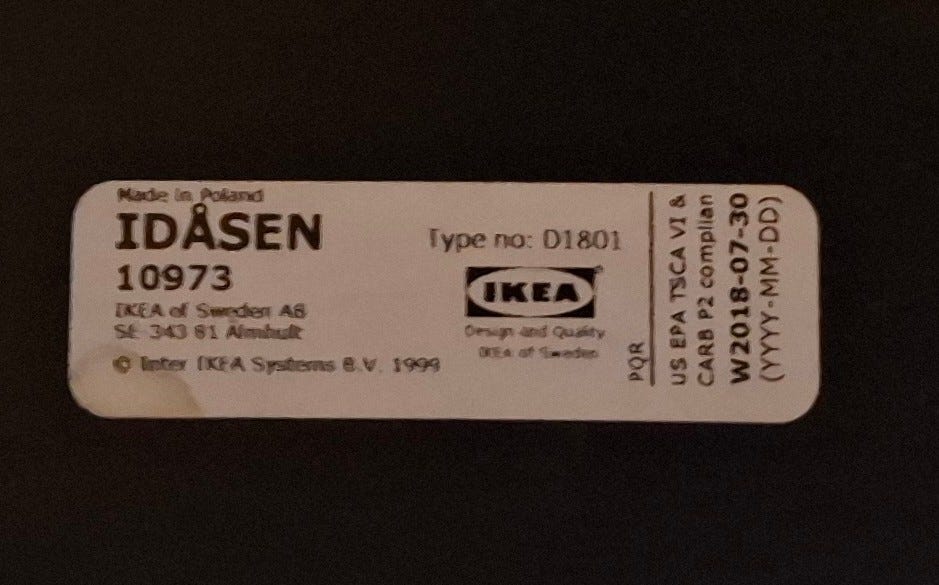 Made in Poland
IDÅSEN
10973
IKEA of Sweden AB
SE-343 81 Älmhult
© Inter IKEA Systems B.V. 1999
Type no: D1801
IKEA®
Design and Quality
IKEA of Sweden
PQR
US EPA TSCA VI &
CARB P2 complian
W2018-07-30
(YYYY-MM-DD)